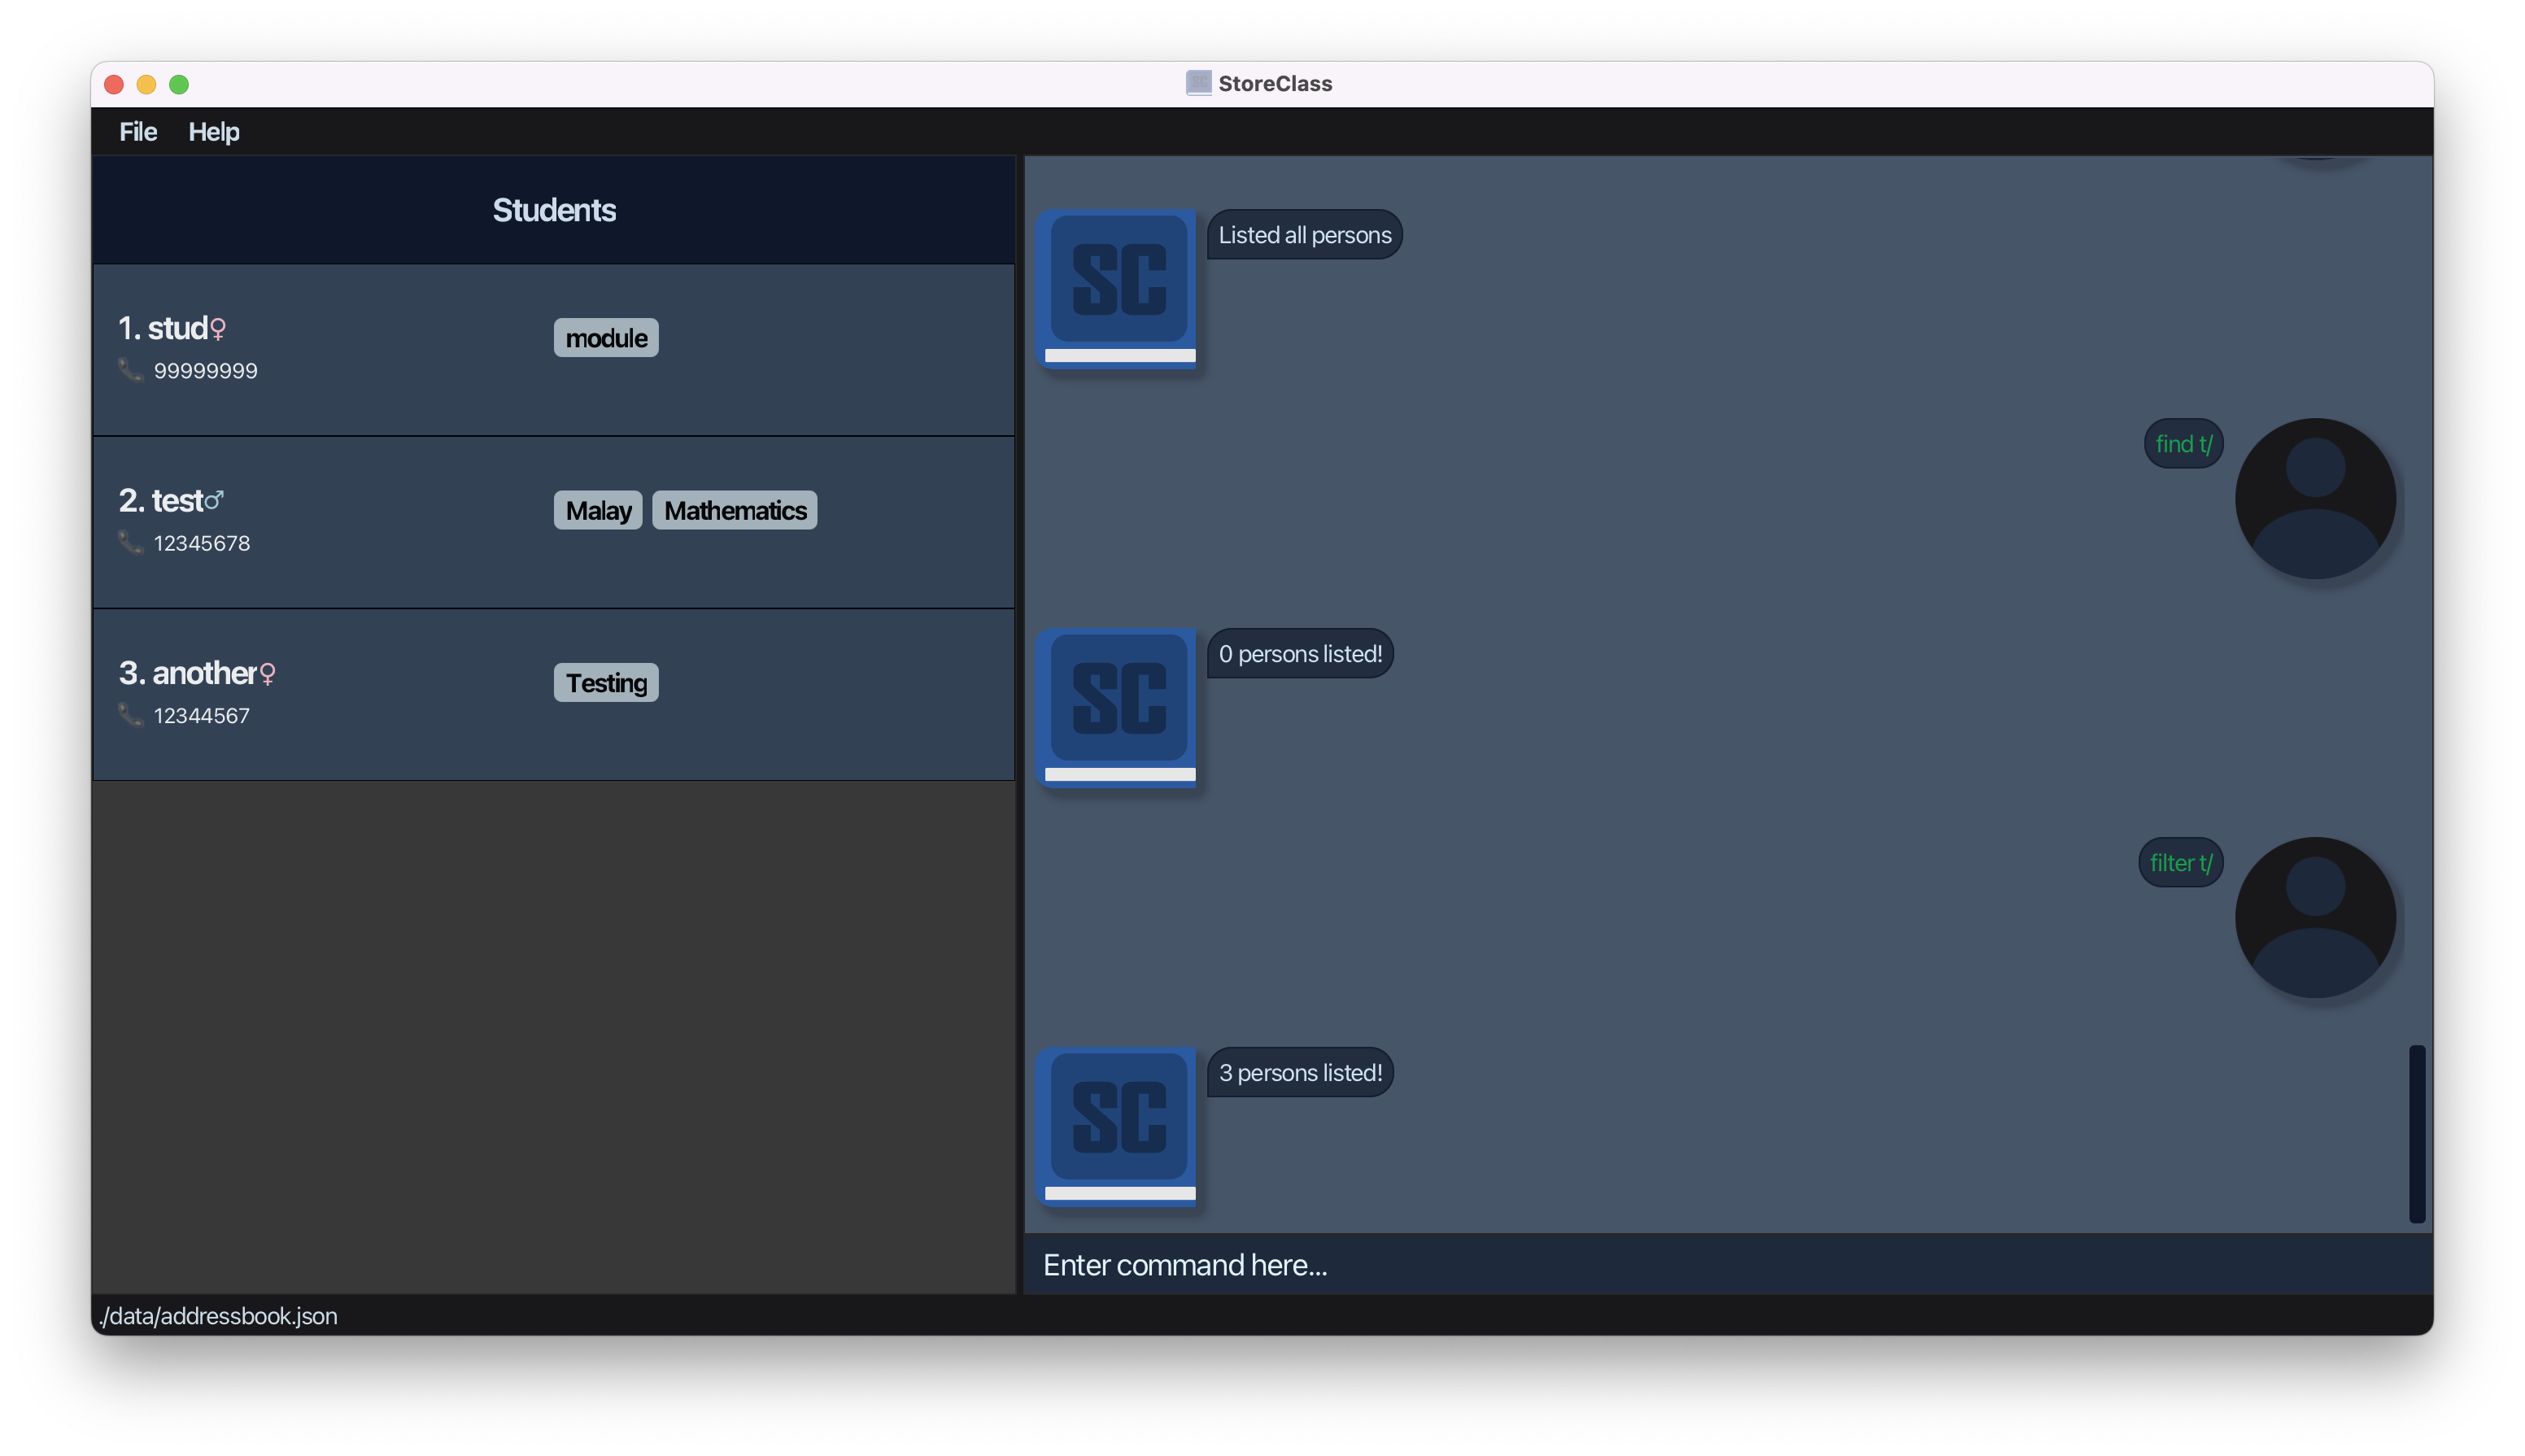 StoreClass
File Help
Students
1. stud♀
module
99999999
2. test♂
Malay Mathematics
12345678
3. another♀
Testing
12344567
SC
Listed all persons
find t/
SC
0 persons listed!
filter t/
SC
3 persons listed!
Enter command here...
./data/addressbook.json